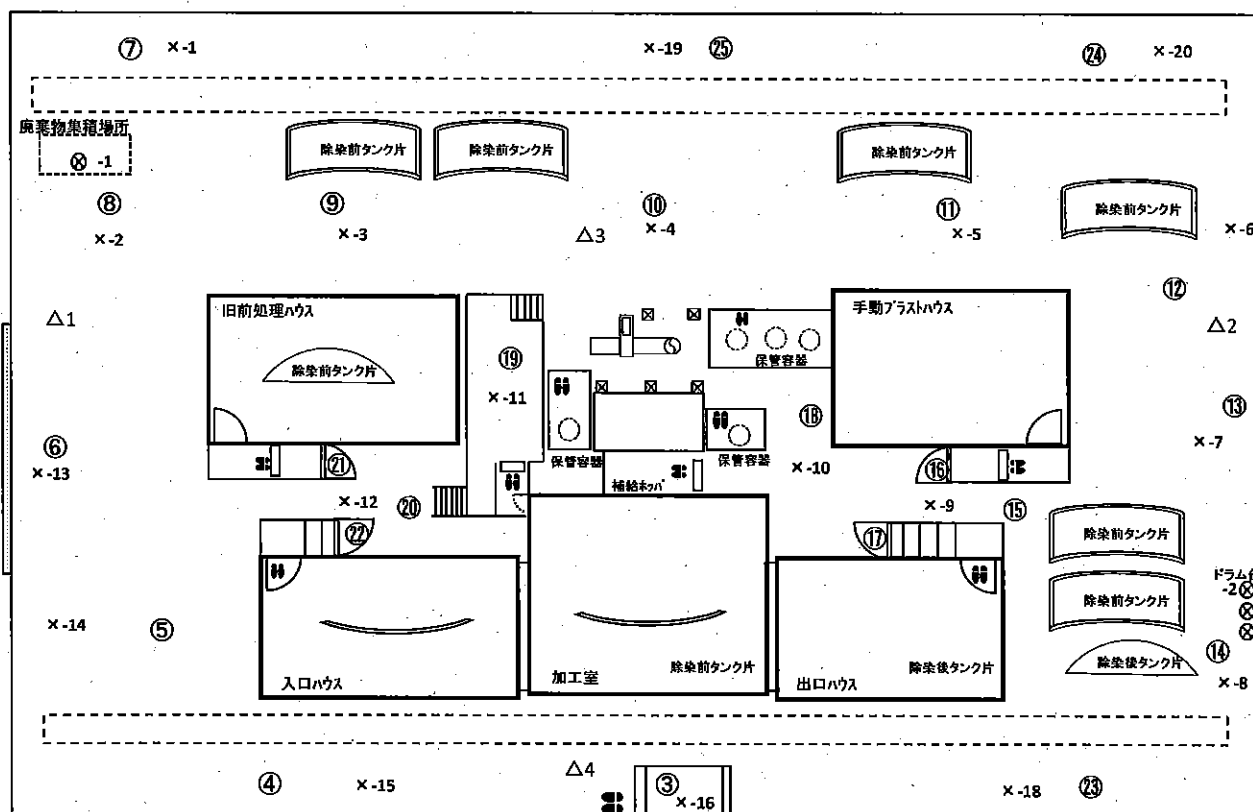 ⑦ ×-1 ×-19 ㉕ ㉔ ×-20
廃棄物集積場所
⊗ -1
除染前タンク片 除染前タンク片 除染前タンク片
除染前タンク片
⑧ ⑨ ⑩ ⑪
×-2 ×-3 △3 ×-4 ×-5 ×-6
⑫
△1 旧前処理ハウス 手動ブラストハウス △2
⑲ 保管容器
除染前タンク片
×-11 ⑱ ⑬
⑥ ×-7
×-13 ㉑ 保管容器 保管容器 ×-10 ⑯
補給ホッパ
×-12 ⑳ ×-9 ⑮
㉒ ⑰ 除染前タンク片
ドラム缶
-2
除染前タンク片
×-14 ⑤ ⑭
除染前タンク片 除染後タンク片 除染後タンク片
入口ハウス 加工室 出口ハウス ×-8
④ ×-15 △4 ③ ×-16 ×-18 ㉓